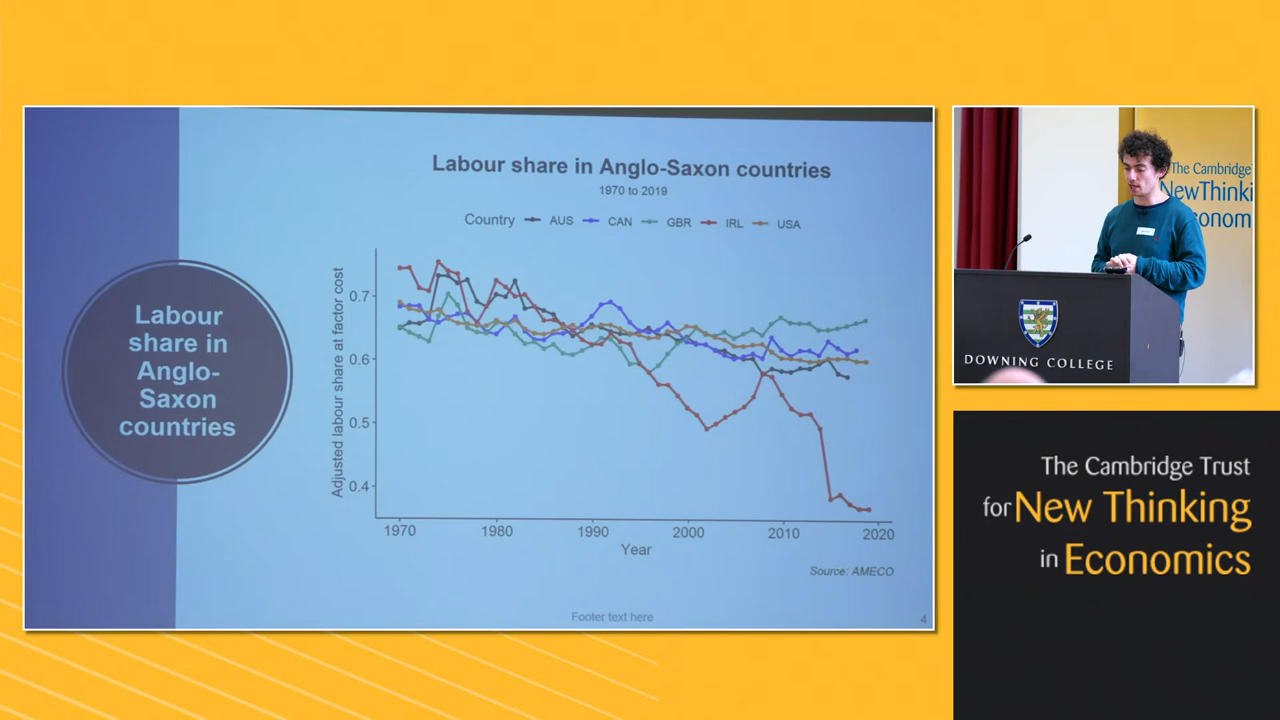 Labour share in Anglo-Saxon countries
1970 to 2019
Country AUS CAN GBR IRL USA
Labour
share in
Anglo-
Saxon
countries
Adjusted labour share at factor cost
0.7
0.6
0.5
0.4
1970 1980 1990 2000 2010 2020
Year
Source: AMECO
Footer text here
4
The Cambridge
NewThinki
conom
DOWNING COLLEGE
The Cambridge Trust
for New Thinking
in Economics